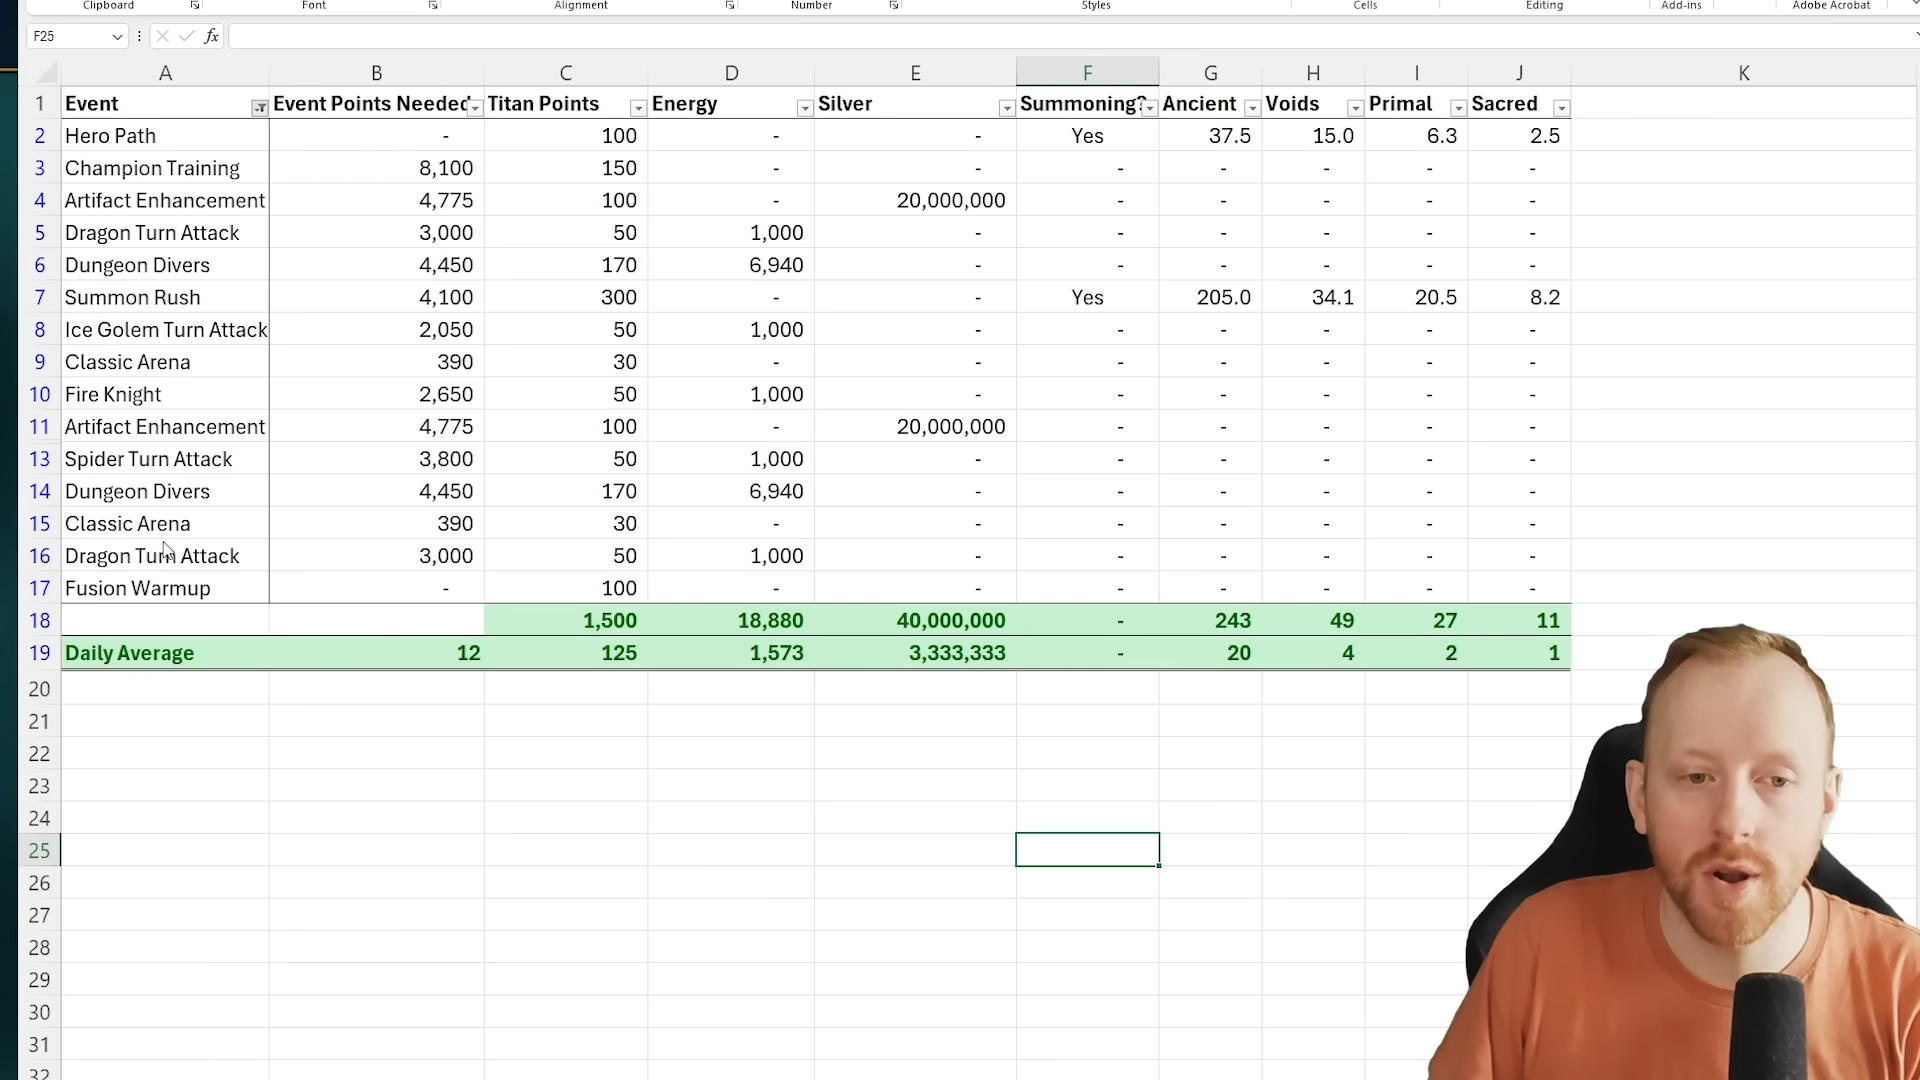 Clipboard Font Alignment Number Styles Cells Editing Add-ins Adobe Acrobat
F25 fx
A B C D E F G H I J K
1 Event Event Points Needed Titan Points Energy Silver Summoning? Ancient Voids Primal Sacred
2 Hero Path - 100 - - Yes 37.5 15.0 6.3 2.5
3 Champion Training 8,100 150 - - - - - - -
4 Artifact Enhancement 4,775 100 - 20,000,000 - - - - -
5 Dragon Turn Attack 3,000 50 1,000 - - - - - -
6 Dungeon Divers 4,450 170 6,940 - - - - - -
7 Summon Rush 4,100 300 - - Yes 205.0 34.1 20.5 8.2
8 Ice Golem Turn Attack 2,050 50 1,000 - - - - - -
9 Classic Arena 390 30 - - - - - - -
10 Fire Knight 2,650 50 1,000 - - - - - -
11 Artifact Enhancement 4,775 100 - 20,000,000 - - - - -
13 Spider Turn Attack 3,800 50 1,000 - - - - - -
14 Dungeon Divers 4,450 170 6,940 - - - - - -
15 Classic Arena 390 30 - - - - - - -
16 Dragon Turn Attack 3,000 50 1,000 - - - - - -
17 Fusion Warmup - 100 - - - - - - -
18 1,500 18,880 40,000,000 - 243 49 27 11
19 Daily Average 12 125 1,573 3,333,333 - 20 4 2 1
20
21
22
23
24
25
26
27
28
29
30
31
32